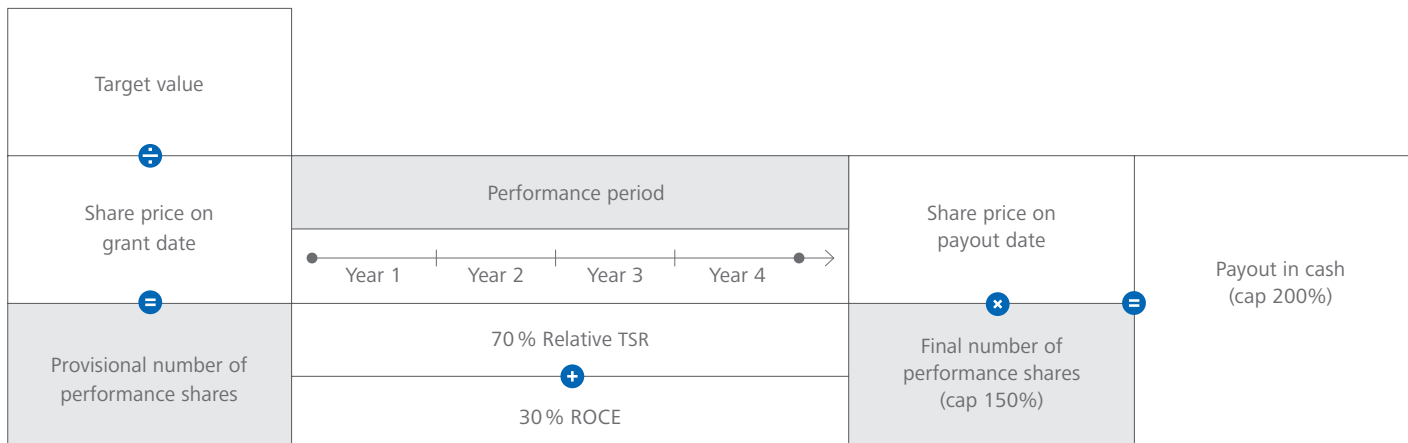 Target value
÷
Share price on
grant date
=
Provisional number of
performance shares
Performance period
Year 1
Year 2
Year 3
Year 4
70 % Relative TSR
+
30 % ROCE
Share price on
payout date
×
Final number of
performance shares
(cap 150%)
=
Payout in cash
(cap 200%)